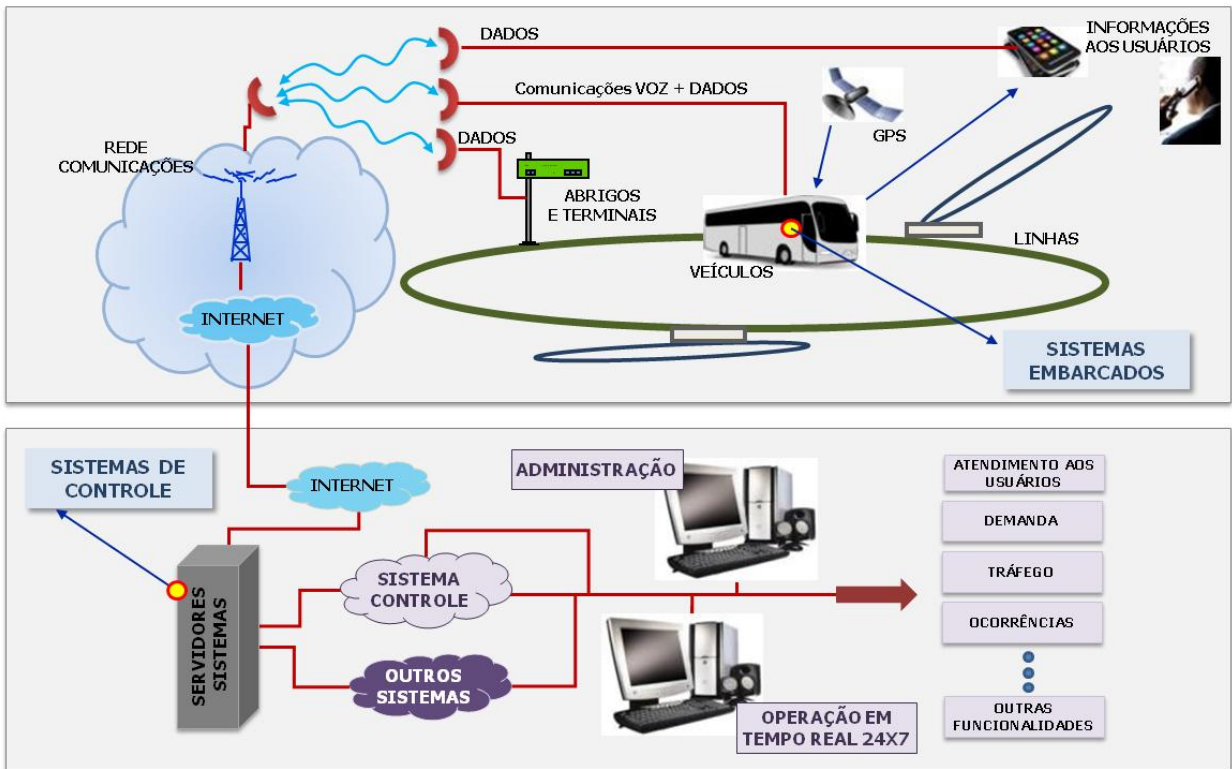 DADOS
INFORMAÇÕES
AOS USUÁRIOS
Comunicações VOZ + DADOS
GPS
DADOS
REDE
COMUNICAÇÕES
ABRIGOS
E TERMINAIS
VEÍCULOS
LINHAS
INTERNET
SISTEMAS
EMBARCADOS
SISTEMAS DE
CONTROLE
INTERNET
ADMINISTRAÇÃO
ATENDIMENTO AOS
USUÁRIOS
DEMANDA
TRÁFEGO
OCORRÊNCIAS
OUTRAS
FUNCIONALIDADES
SERVIDORES
SISTEMAS
SISTEMA
CONTROLE
OUTROS
SISTEMAS
OPERAÇÃO EM
TEMPO REAL 24X7